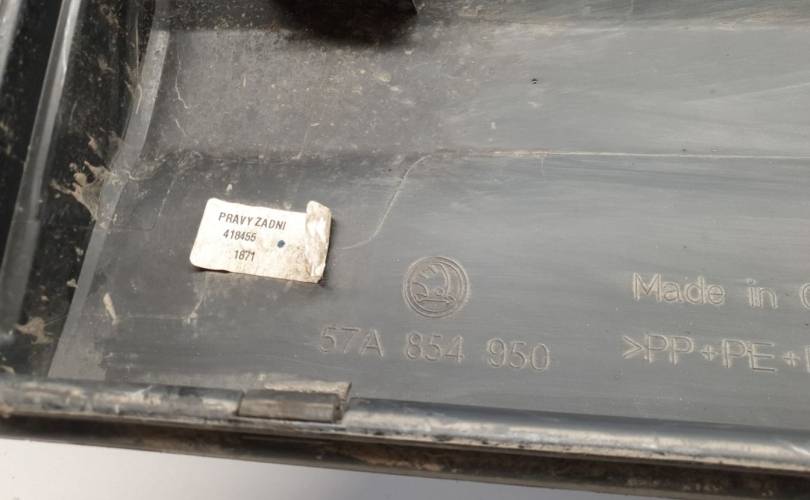 PRAVY ZADNI
418455
1871
57A 854 950
Made in
>PP+PE+